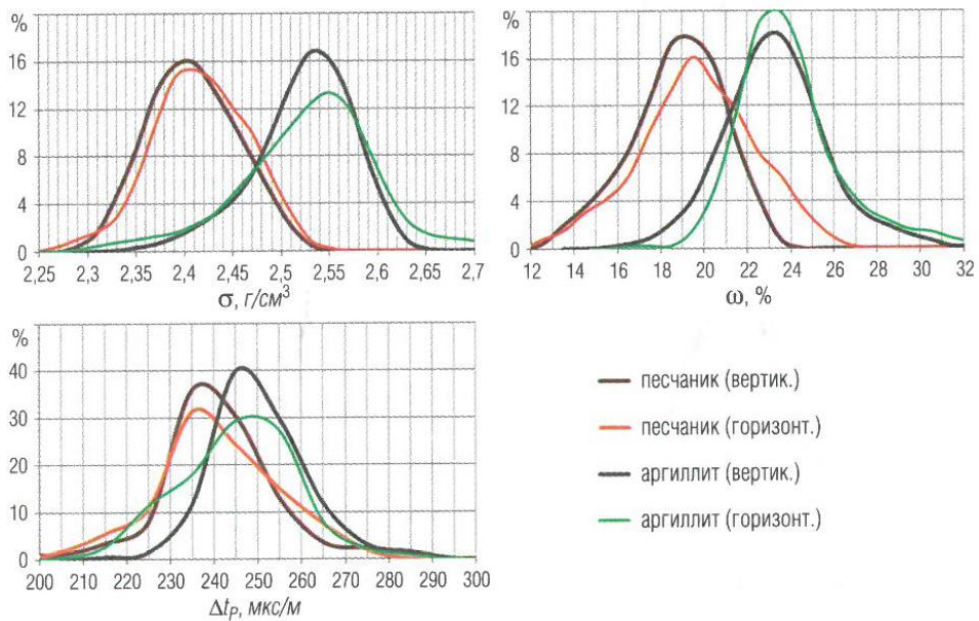 %
16
12
8
4
0
2,25 2,3 2,35 2,4 2,45 2,5 2,55 2,6 2,65 2,7
σ, г/см³
%
16
12
8
4
0
12 14 16 18 20 22 24 26 28 30 32
ω, %
%
40
30
20
10
0
200 210 220 230 240 250 260 270 280 290 300
Δtₚ, мкс/м
песчаник (вертик.)
песчаник (горизонт.)
аргиллит (вертик.)
аргиллит (горизонт.)